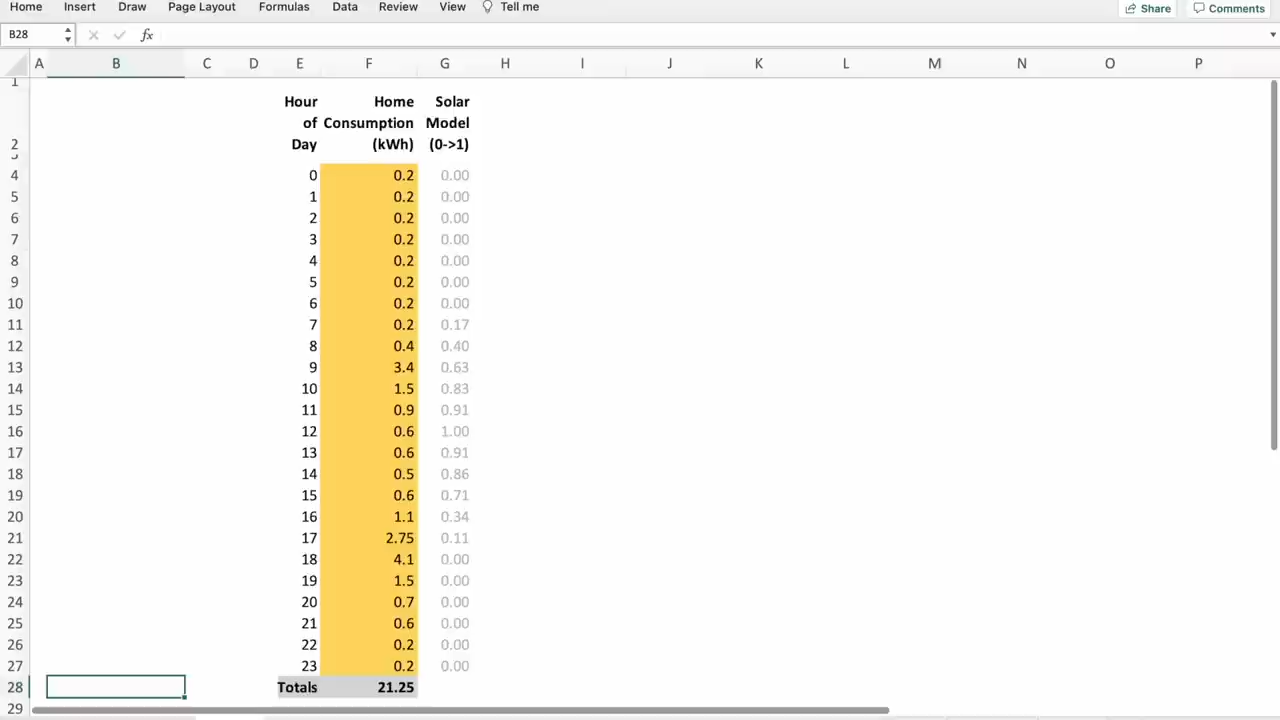 Home Insert Draw Page Layout Formulas Data Review View Tell me Share Comments
B28 fx
A B C D E F G H I J K L M N O P
1
Hour Home Solar
of Consumption Model
2 Day (kWh) (0->1)
4 0 0.2 0.00
5 1 0.2 0.00
6 2 0.2 0.00
7 3 0.2 0.00
8 4 0.2 0.00
9 5 0.2 0.00
10 6 0.2 0.00
11 7 0.2 0.17
12 8 0.4 0.40
13 9 3.4 0.63
14 10 1.5 0.83
15 11 0.9 0.91
16 12 0.6 1.00
17 13 0.6 0.91
18 14 0.5 0.86
19 15 0.6 0.71
20 16 1.1 0.34
21 17 2.75 0.11
22 18 4.1 0.00
23 19 1.5 0.00
24 20 0.7 0.00
25 21 0.6 0.00
26 22 0.2 0.00
27 23 0.2 0.00
28 Totals 21.25
29